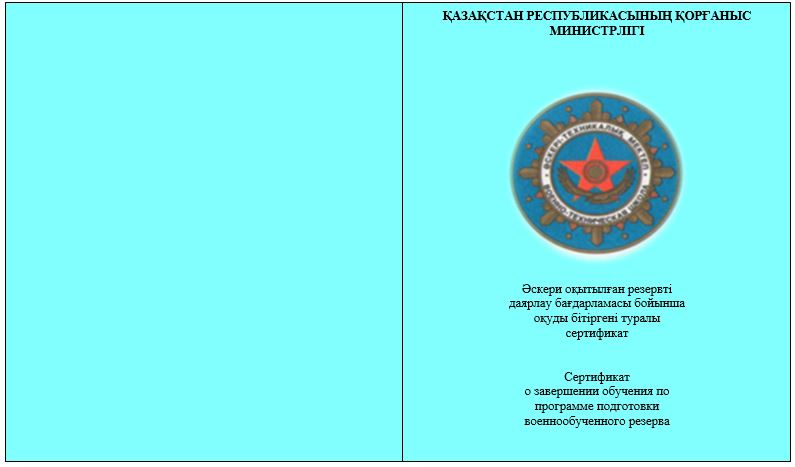 ҚАЗАҚСТАН РЕСПУБЛИКАСЫНЫҢ ҚОРҒАНЫС
МИНИСТРЛІГІ
ӘСКЕРИ-ТЕХНИКАЛЫҚ МЕКТЕП
ВОЕННО-ТЕХНИЧЕСКАЯ ШКОЛА
Әскери оқытылған резервті
даярлау бағдарламасы бойынша
оқуды бітіргені туралы
сертификат
Сертификат
о завершении обучения по
программе подготовки
военнообученного резерва